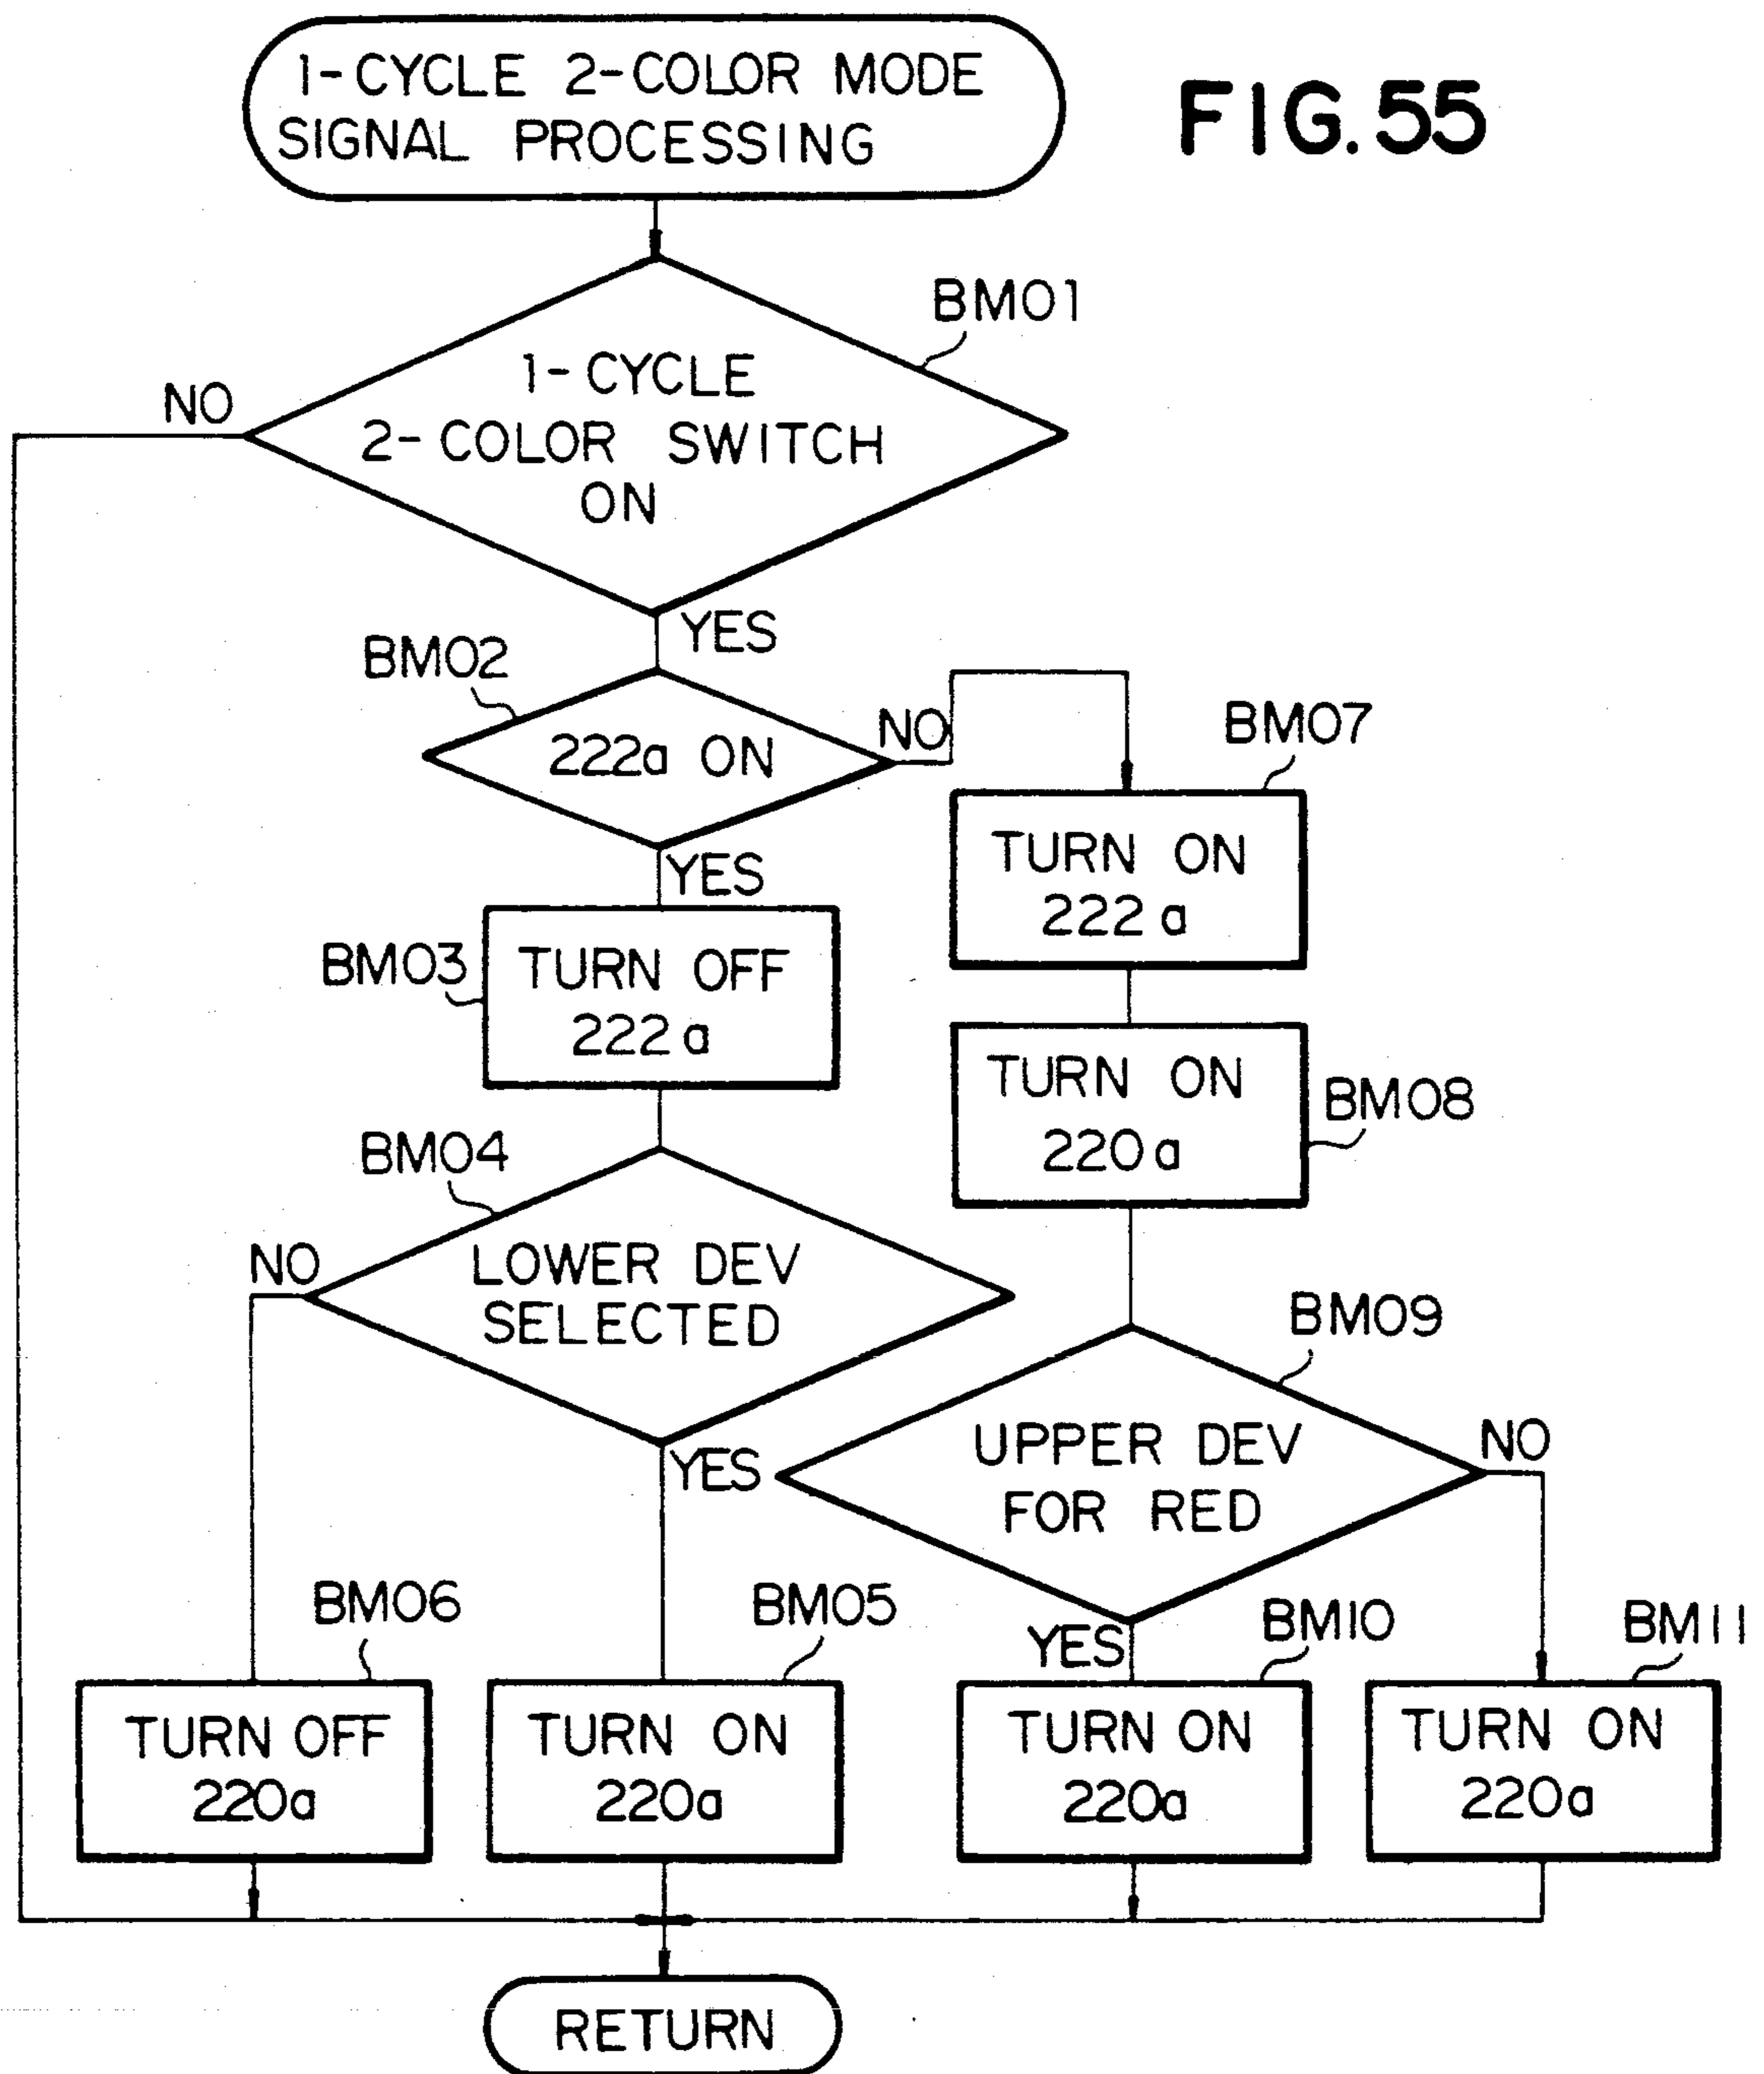 1-CYCLE 2-COLOR MODE
SIGNAL PROCESSING
FIG. 55
BM01
1-CYCLE
2-COLOR SWITCH
ON
NO
YES
BM02
222a ON
NO
YES
BM07
TURN ON
222a
BM03
TURN OFF
222a
TURN ON
220a
BM08
BM04
LOWER DEV
SELECTED
NO
YES
BM09
UPPER DEV
FOR RED
NO
YES
BM06
TURN OFF
220a
BM05
TURN ON
220a
BM10
TURN ON
220a
BM11
TURN ON
220a
RETURN